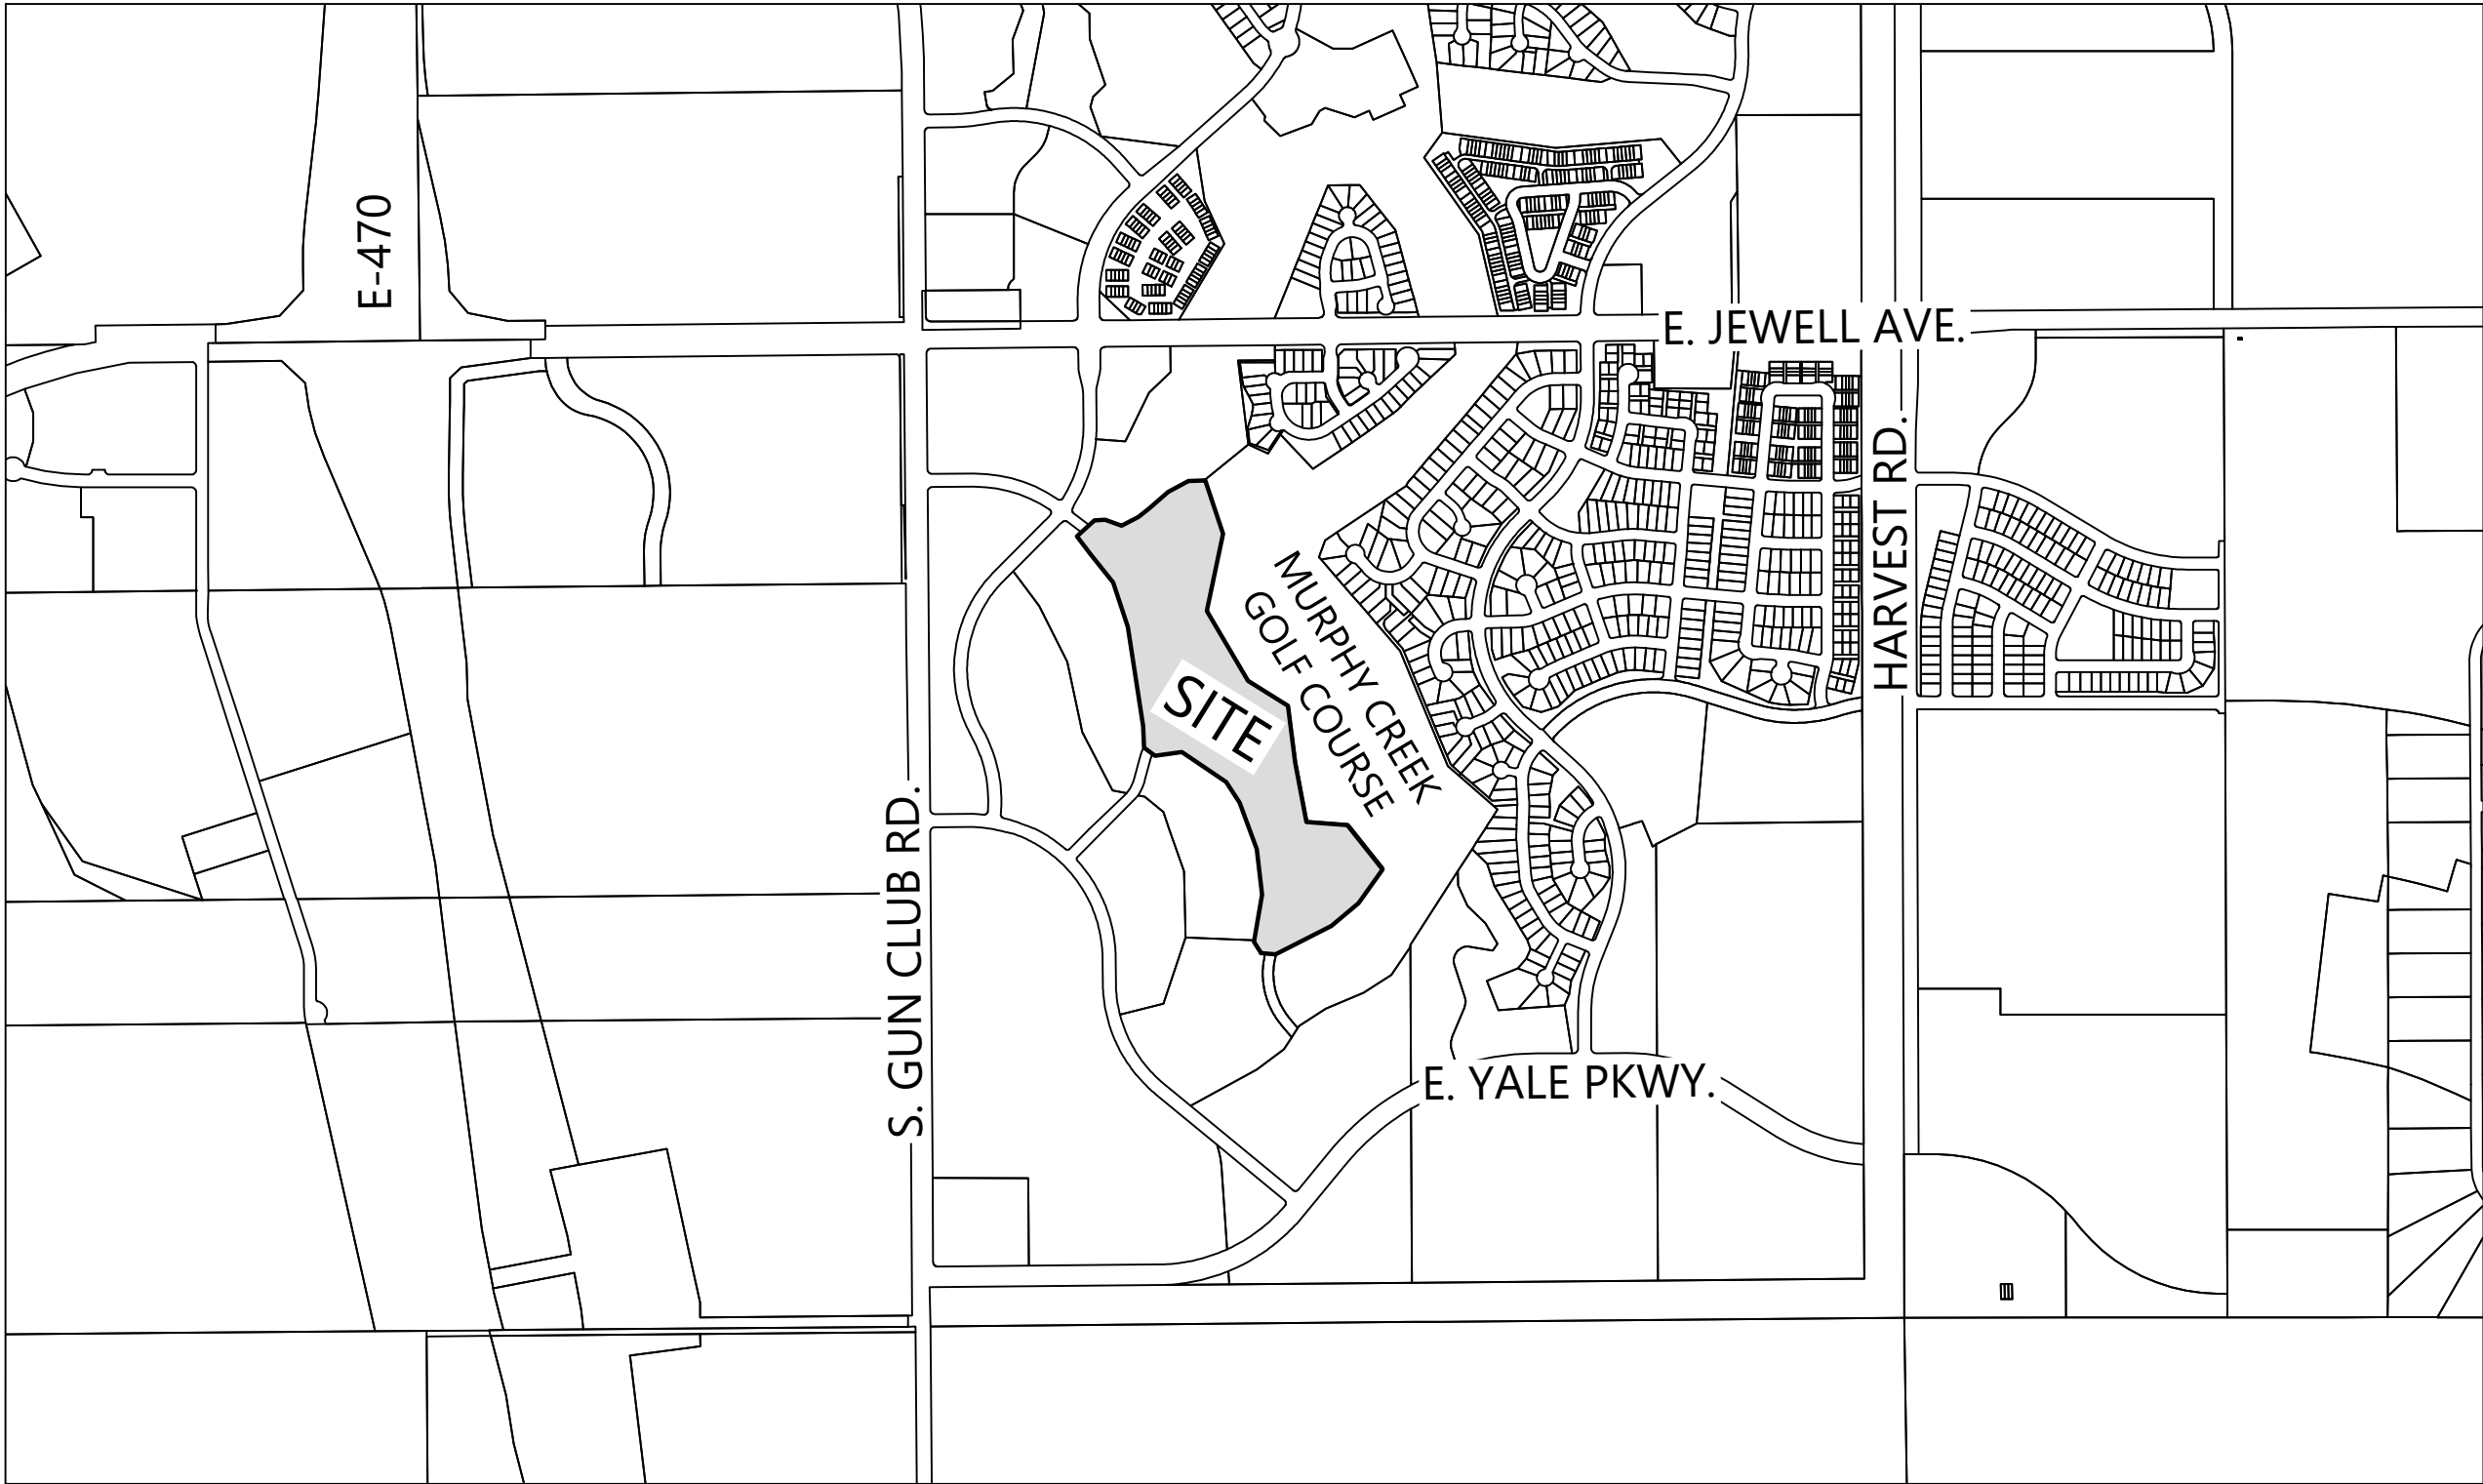 E-470
E. JEWELL AVE.
HARVEST RD.
MURPHY CREEK
GOLF COURSE
SITE
S. GUN CLUB RD.
E. YALE PKWY.